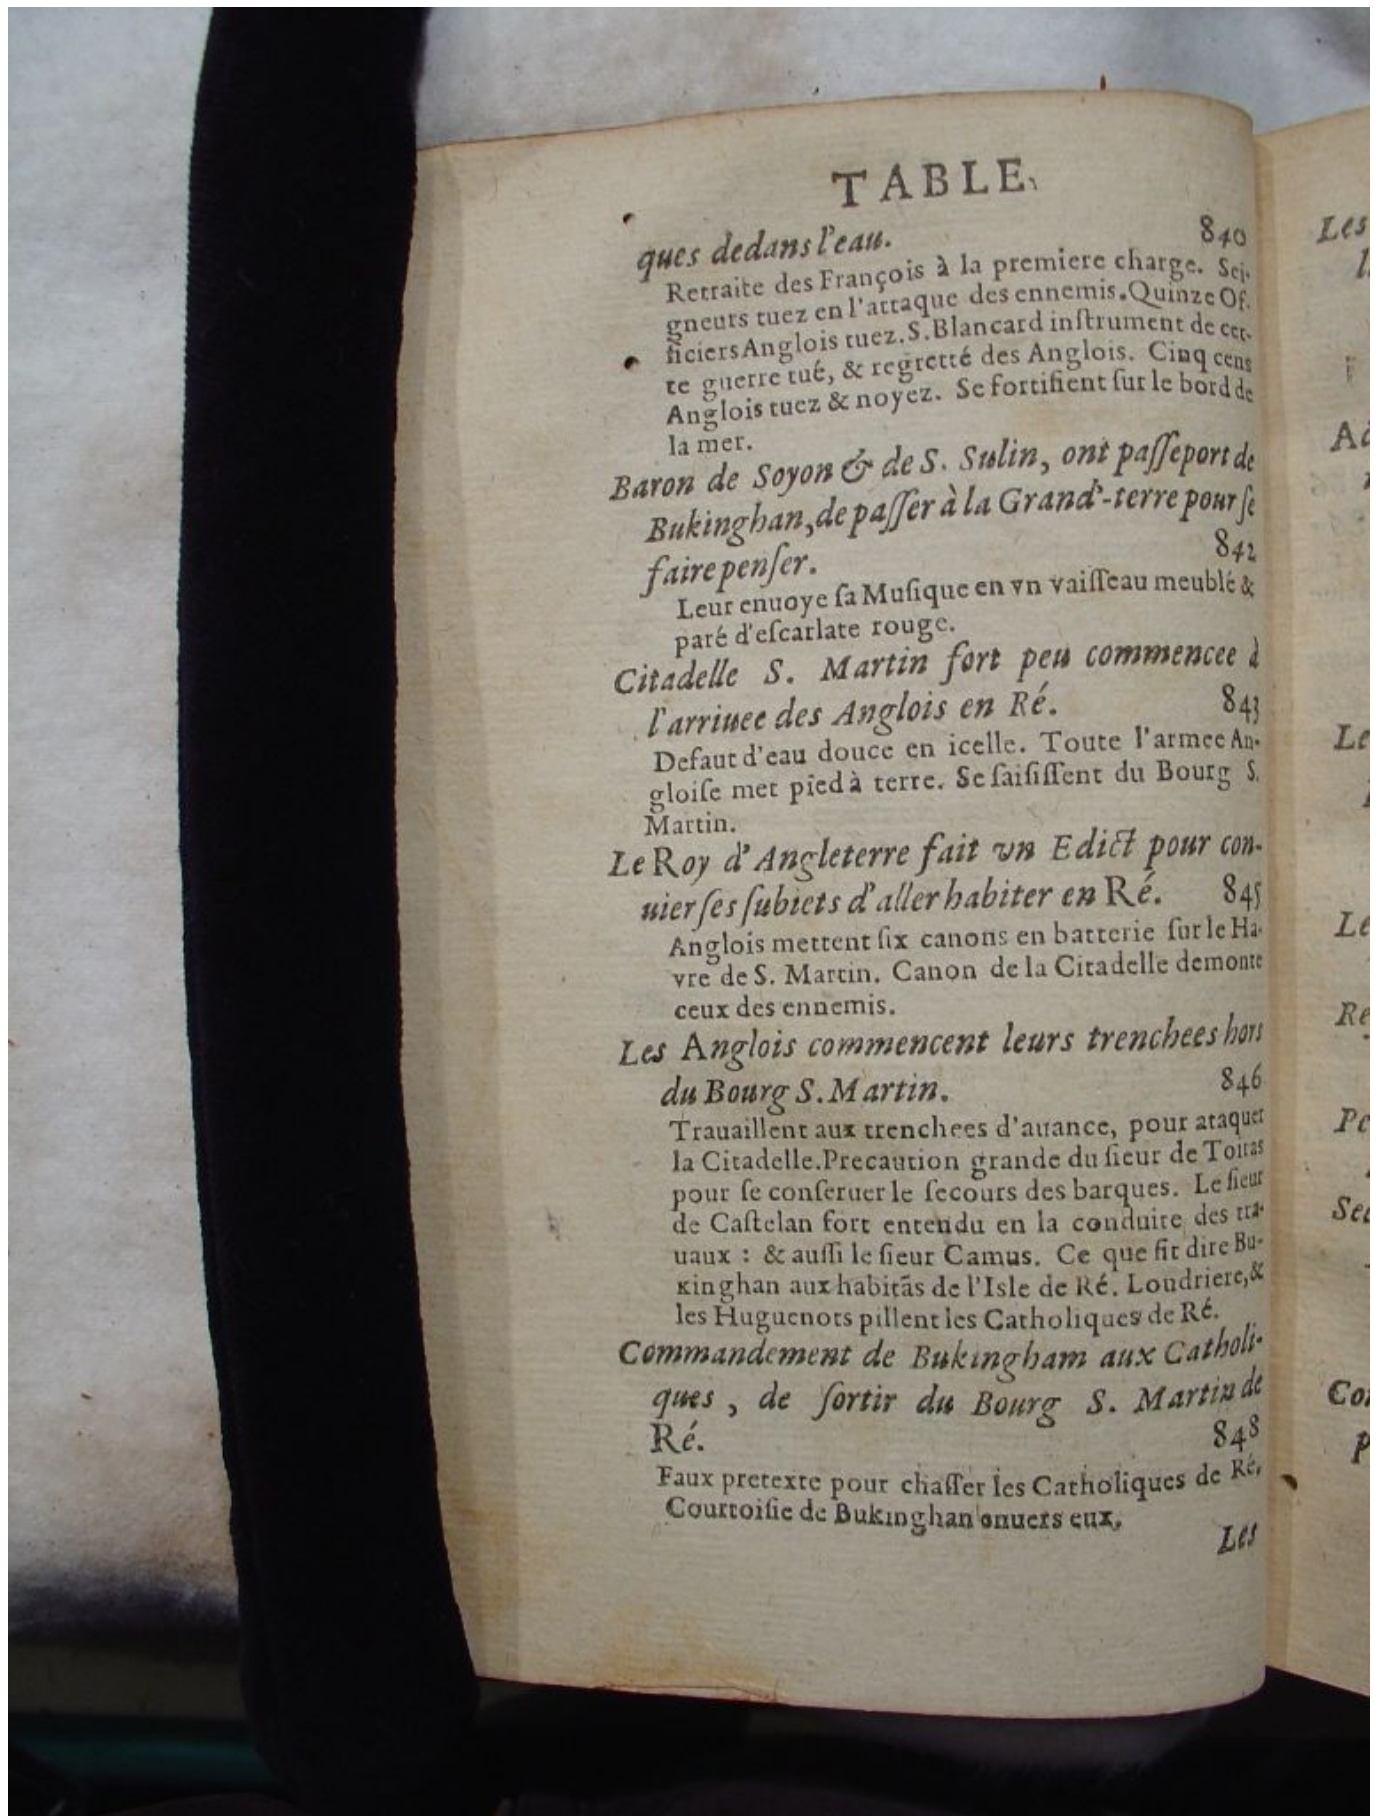 TABLE
ques dedans l'eau. 840
Retraite des François à la premiere charge. Sei-
gneurs tuez en l'attaque des ennemis. Quinze Of-
ficiers Anglois tuez. S. Blancard inſtrument de cet-
te guerre tué, & regretté des Anglois. Cinq cens
Anglois tuez & noyez. Se fortifient ſur le bord de
la mer.
Baron de Soyon & de S. Sulin, ont paſſeport de
Bukinghan, de paſſer à la Grand'-terre pour ſe
faire penſer. 842
Leur enuoye ſa Muſique en vn vaiſſeau meublé &
paré d'eſcarlate rouge.
Citadelle S. Martin fort peu commencee à
l'arriuee des Anglois en Ré. 843
Defaut d'eau douce en icelle. Toute l'armee An-
gloiſe met pied à terre. Se ſaiſiſſent du Bourg S.
Martin.
Le Roy d'Angleterre fait vn Edict pour con-
uier ſes ſubiets d'aller habiter en Ré. 845
Anglois mettent ſix canons en batterie ſur le Ha-
vre de S. Martin. Canon de la Citadelle demonte
ceux des ennemis.
Les Anglois commencent leurs trenchees hors
du Bourg S. Martin. 846
Trauaillent aux trenchees d'auance, pour ataquer
la Citadelle. Precaution grande du ſieur de Toiras
pour ſe conſeruer le ſecours des barques. Le ſieur
de Caſtelan fort entendu en la conduite des tra-
uaux : & auſſi le ſieur Camus. Ce que fit dire Bu-
kinghan aux habitãs de l'Isle de Ré. Loudriere, &
les Huguenots pillent les Catholiques de Ré.
Commandement de Bukingham aux Catholi-
ques, de ſortir du Bourg S. Martin de
Ré. 848
Faux pretexte pour chaſſer les Catholiques de Ré.
Courtoiſie de Bukinghan enuers eux.
Les
Les
Ad
Le
Le
Re
Sec
Con
p